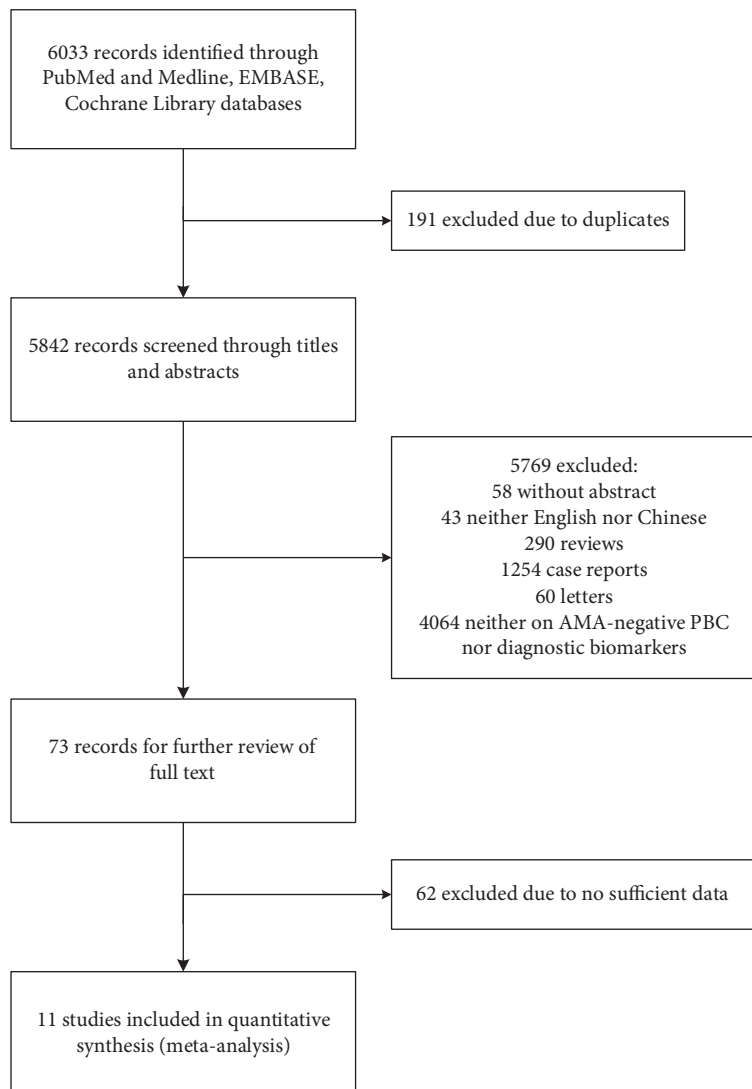 6033 records identified through
PubMed and Medline, EMBASE,
Cochrane Library databases
191 excluded due to duplicates
5842 records screened through titles
and abstracts
5769 excluded:
58 without abstract
43 neither English nor Chinese
290 reviews
1254 case reports
60 letters
4064 neither on AMA-negative PBC
nor diagnostic biomarkers
73 records for further review of
full text
62 excluded due to no sufficient data
11 studies included in quantitative
synthesis (meta-analysis)